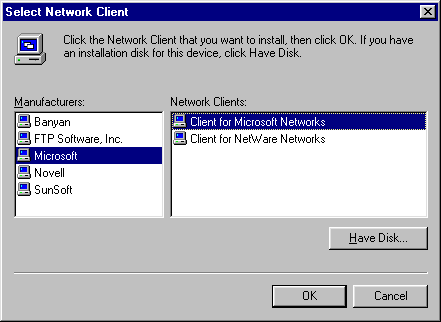 Select Network Client
Click the Network Client that you want to install, then click OK. If you have
an installation disk for this device, click Have Disk.
Manufacturers:
Banyan
FTP Software, Inc.
Microsoft
Novell
SunSoft
Network Clients:
Client for Microsoft Networks
Client for NetWare Networks
Have Disk...
OK
Cancel